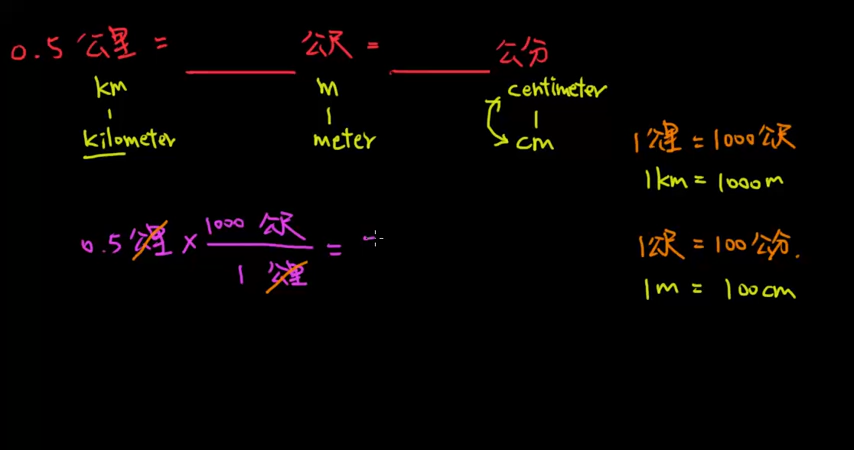 0.5 公里 = ______ 公尺 = ______ 公分
km m centimeter
kilometer meter cm
1公里 = 1000公尺
1km = 1000m
0.5 公里 × 1000 公尺 / 1 公里 =
1公尺 = 100公分.
1m = 100cm